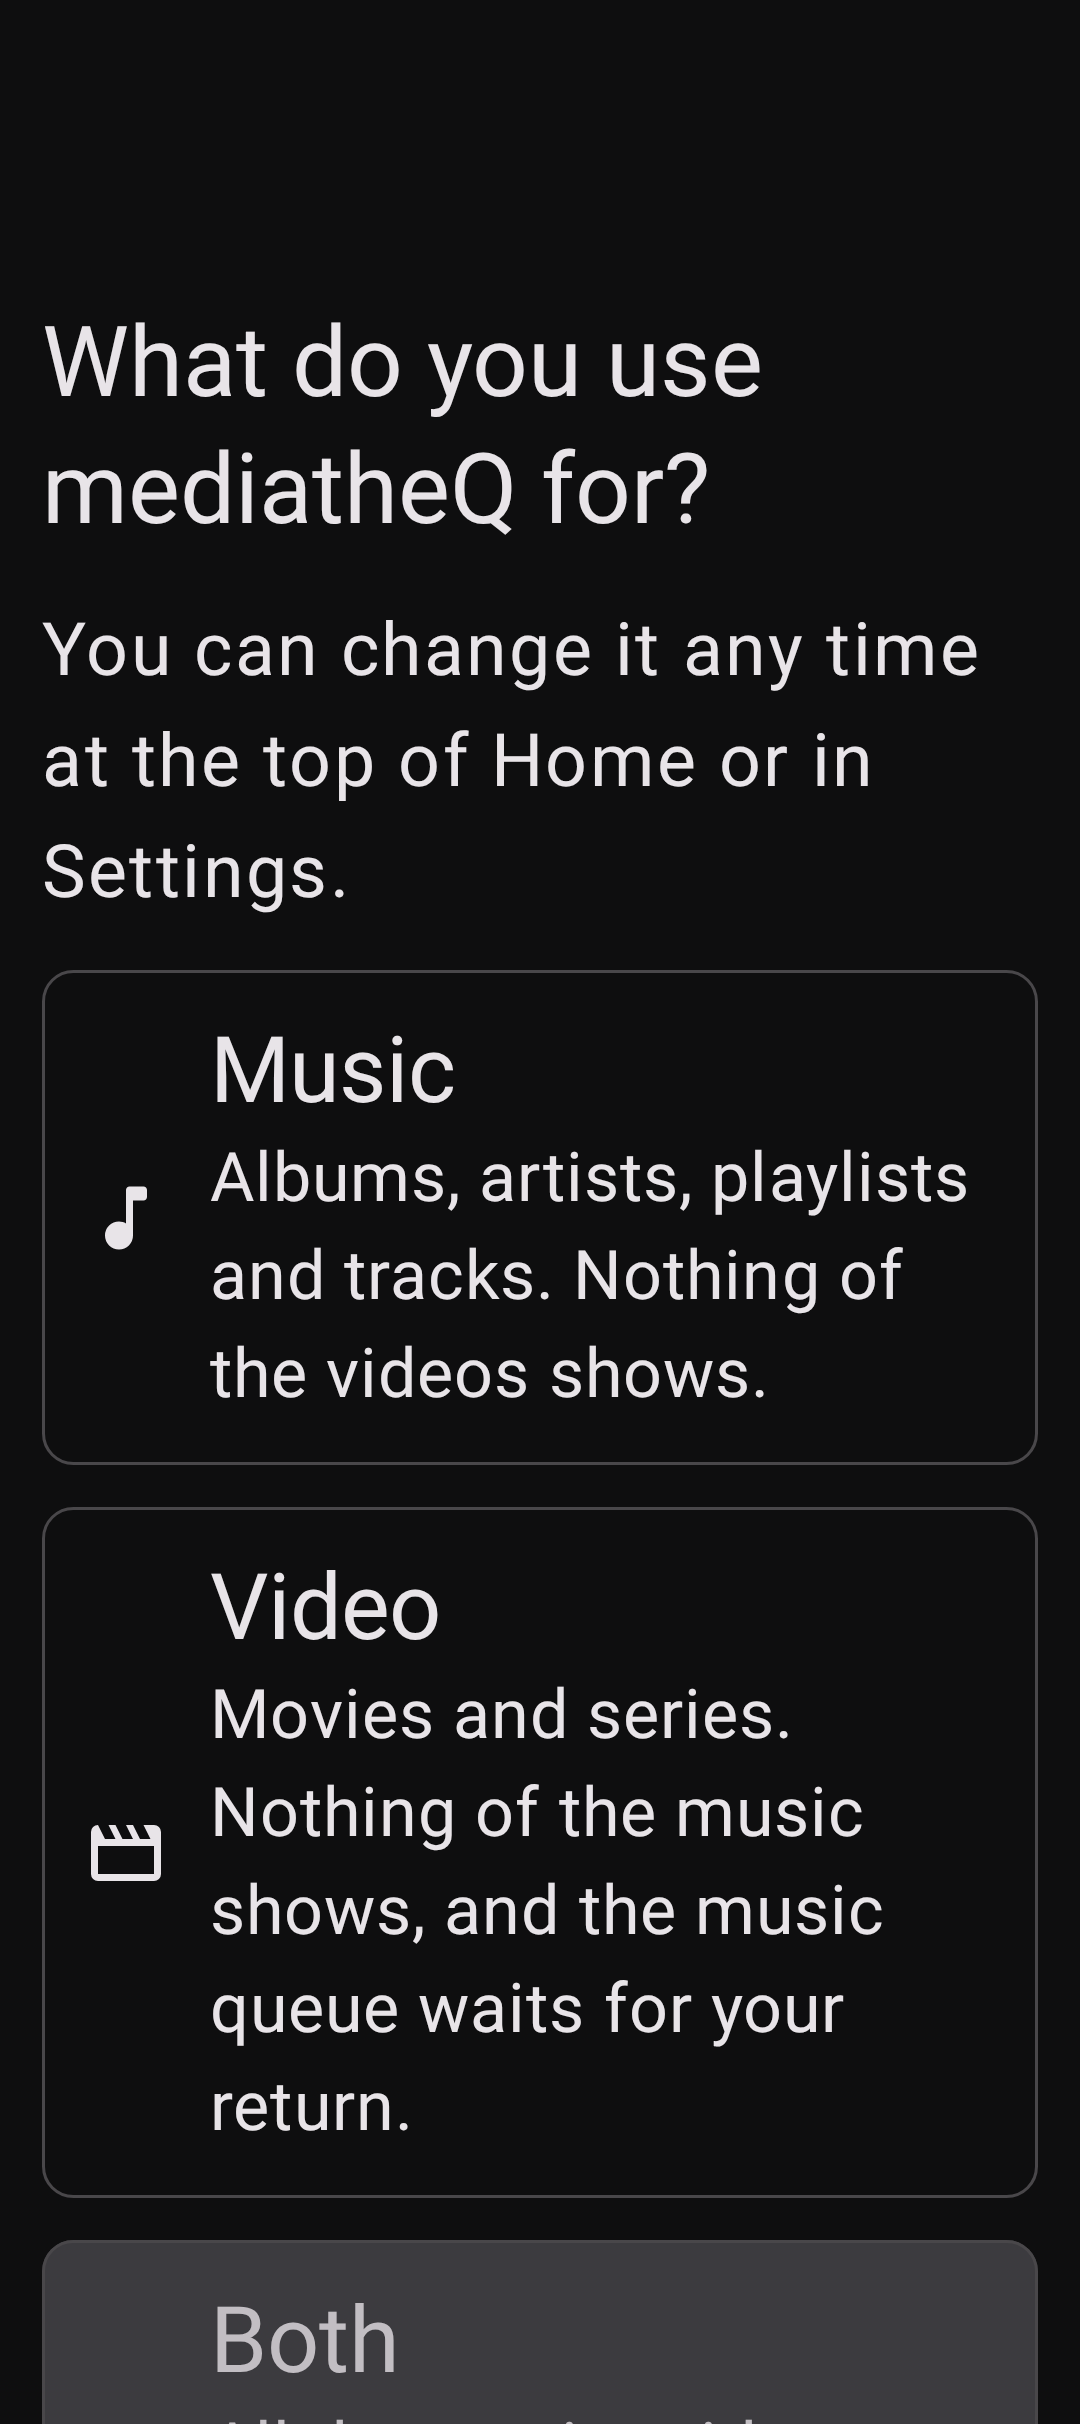 What do you use
mediatheQ for?
You can change it any time
at the top of Home or in
Settings.
Music
Albums, artists, playlists
and tracks. Nothing of
the videos shows.
Video
Movies and series.
Nothing of the music
shows, and the music
queue waits for your
return.
Both